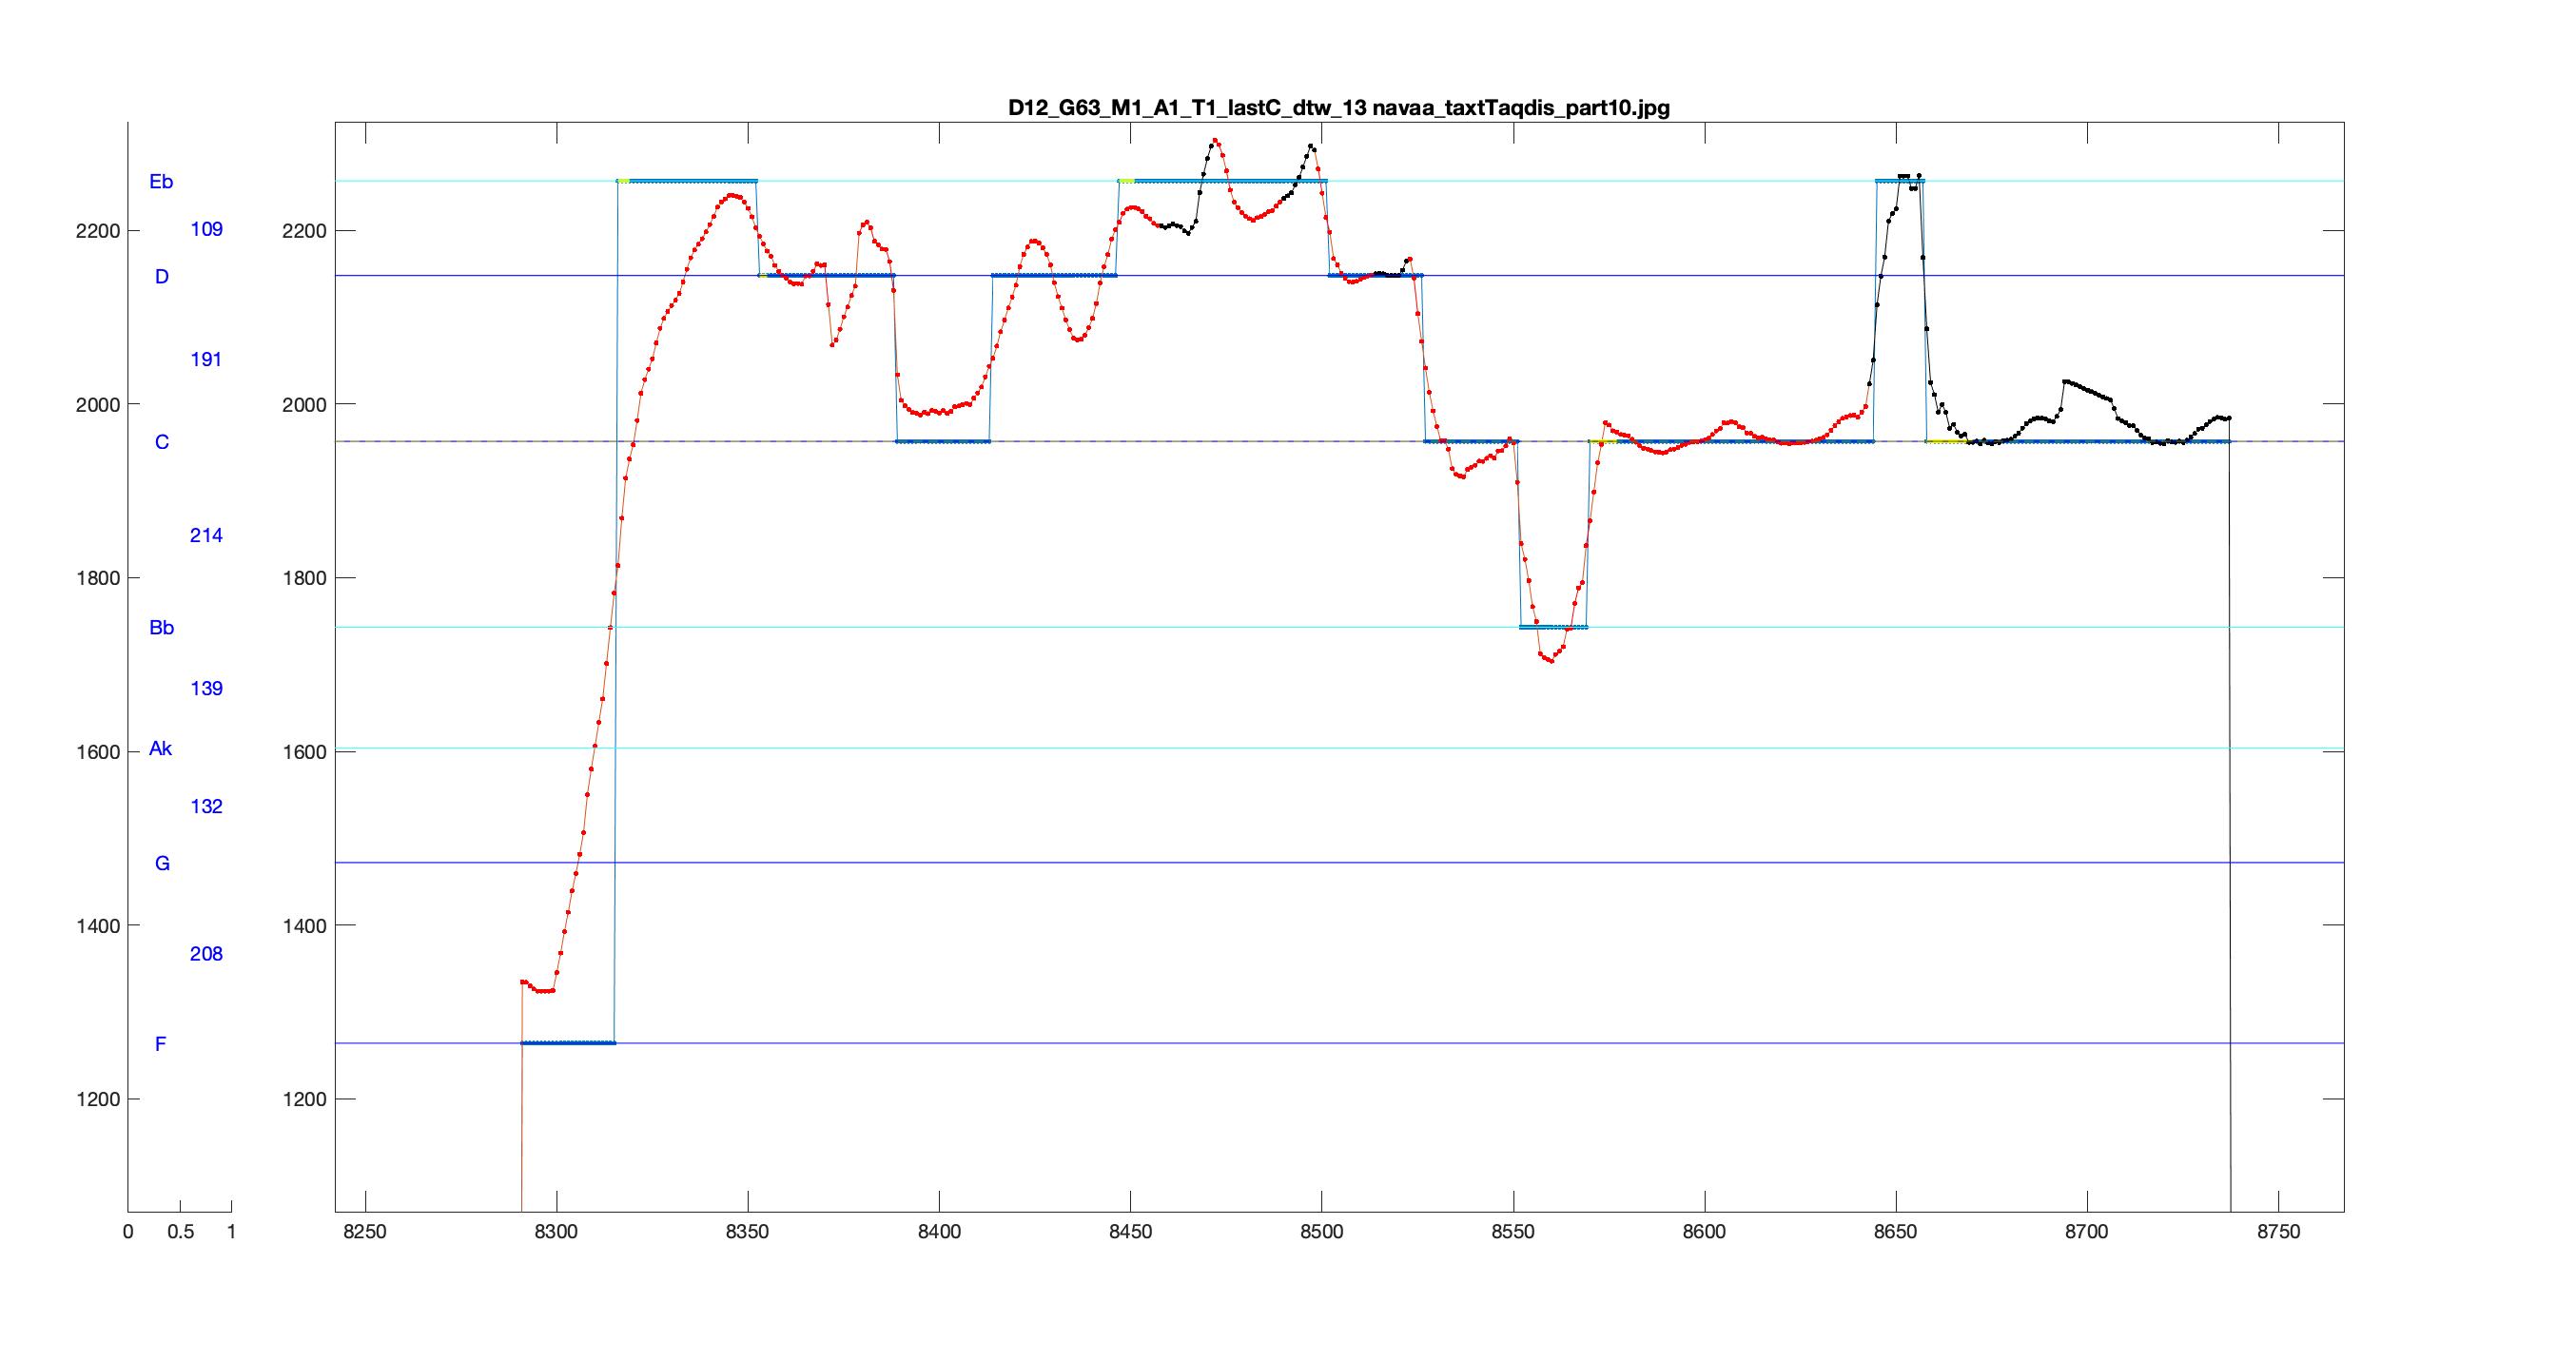 D12_G63_M1_A1_T1_lastC_dtw_13 navaa_taxtTaqdis_part10.jpg
Eb
2200 109 2200
D
191
2000 2000
C
214
1800 1800
Bb
139
1600 Ak 1600
132
G
1400 1400
208
F
1200 1200
0 0.5 1 8250 8300 8350 8400 8450 8500 8550 8600 8650 8700 8750